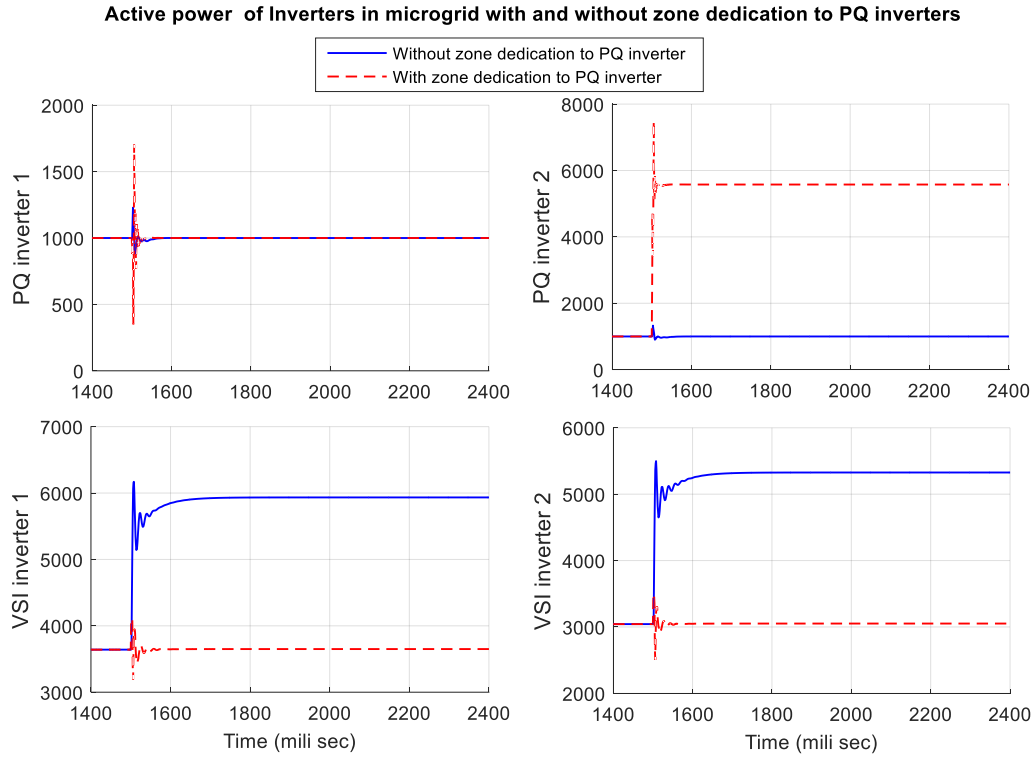 Active power  of Inverters in microgrid with and without zone dedication to PQ inverters
Without zone dedication to PQ inverter
With zone dedication to PQ inverter
PQ inverter 1
2000
1500
1000
500
0
1400 1600 1800 2000 2200 2400
PQ inverter 2
8000
6000
4000
2000
0
1400 1600 1800 2000 2200 2400
VSI inverter 1
7000
6000
5000
4000
3000
1400 1600 1800 2000 2200 2400
Time (mili sec)
VSI inverter 2
6000
5000
4000
3000
2000
1400 1600 1800 2000 2200 2400
Time (mili sec)